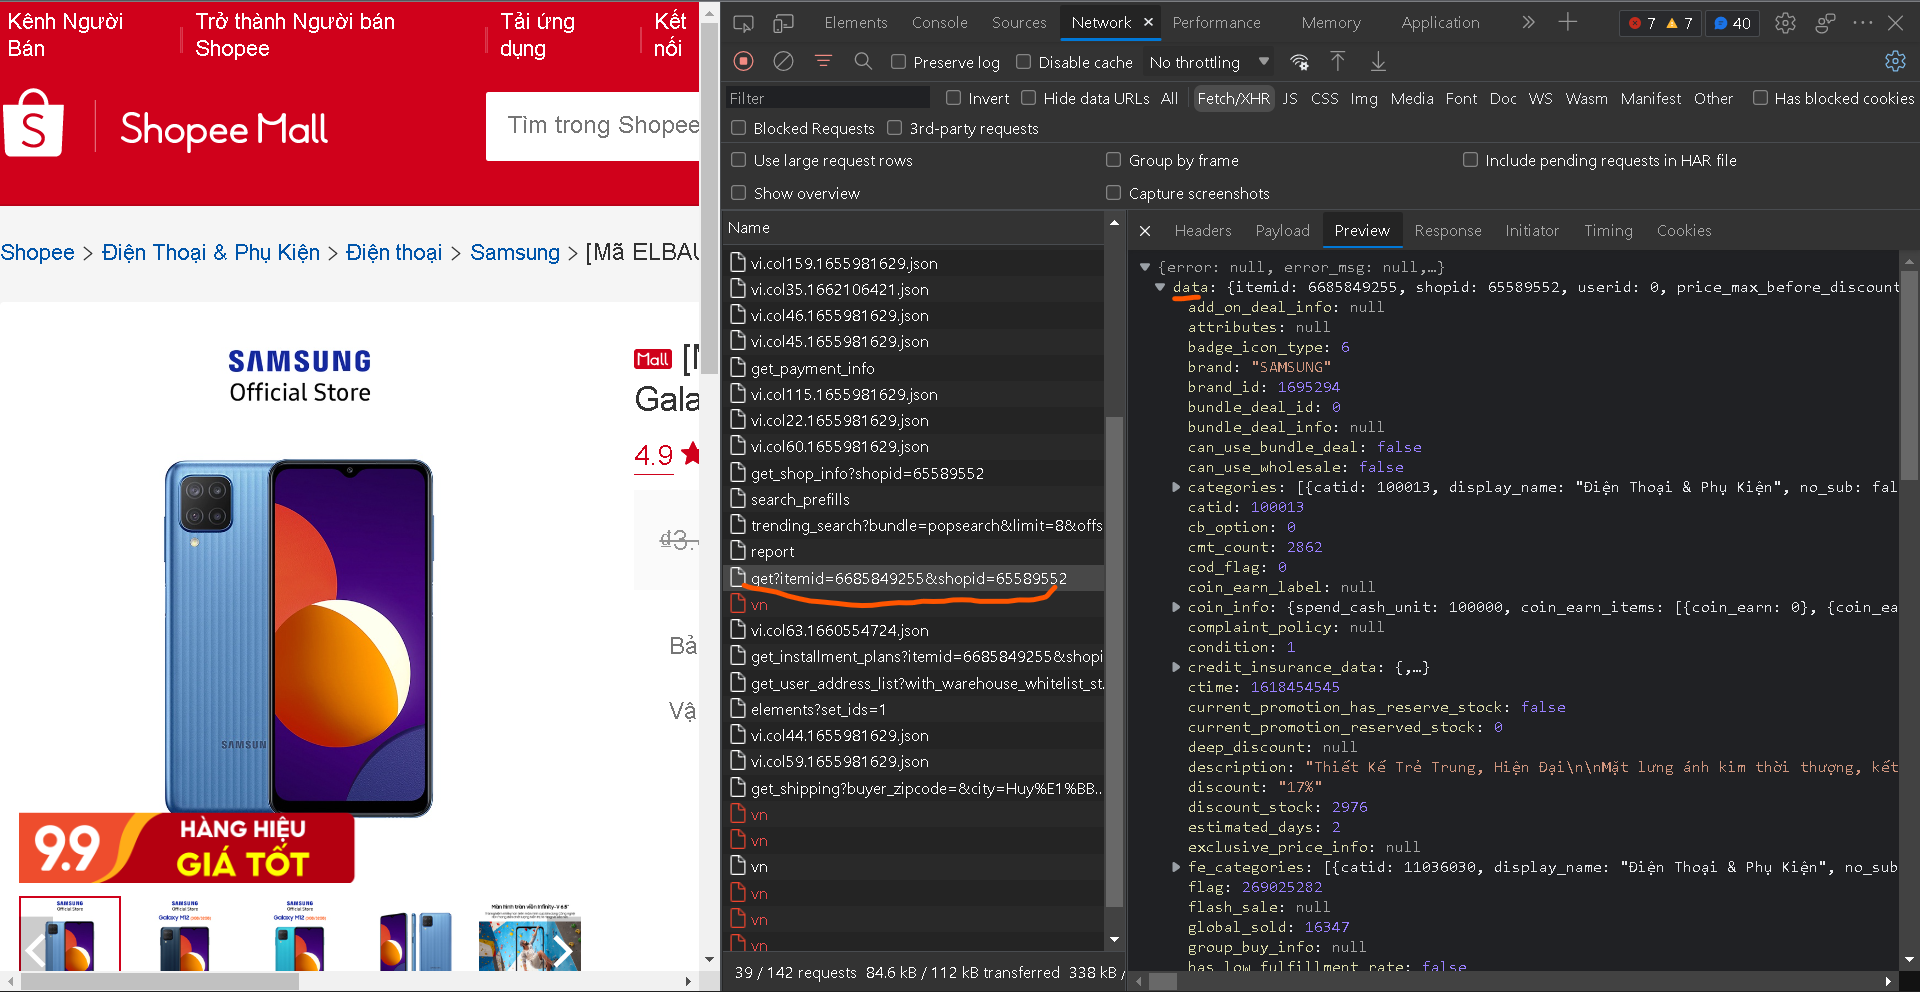 Kênh Người
Bán
Trở thành Người bán
Shopee
Tải ứng
dụng
Kết
nối
S
Shopee Mall
Tìm trong Shopee
Shopee > Điện Thoại & Phụ Kiện > Điện thoại > Samsung > [Mã ELBAU
SAMSUNG
Official Store
Mall
Gala
4.9
₫3.
SAMSUNG
9.9
HÀNG HIỆU
GIÁ TỐT
Elements
Console
Sources
Network
Performance
Memory
Application
7
7
40
Preserve log
Disable cache
No throttling
Filter
Invert
Hide data URLs
All
Fetch/XHR
JS
CSS
Img
Media
Font
Doc
WS
Wasm
Manifest
Other
Has blocked cookies
Blocked Requests
3rd-party requests
Use large request rows
Group by frame
Include pending requests in HAR file
Show overview
Capture screenshots
Name
vi.col159.1655981629.json
vi.col35.1662106421.json
vi.col46.1655981629.json
vi.col45.1655981629.json
get_payment_info
vi.col115.1655981629.json
vi.col22.1655981629.json
vi.col60.1655981629.json
get_shop_info?shopid=65589552
search_prefills
trending_search?bundle=popsearch&limit=8&offs
report
get?itemid=6685849255&shopid=65589552
vn
vi.col63.1660554724.json
get_installment_plans?itemid=6685849255&shopi
get_user_address_list?with_warehouse_whitelist_st...
elements?set_ids=1
vi.col44.1655981629.json
vi.col59.1655981629.json
get_shipping?buyer_zipcode=&city=Huy%E1%BB...
vn
vn
vn
vn
vn
vn
39 / 142 requests
84.6 kB / 112 kB transferred
338 kB /
Headers
Payload
Preview
Response
Initiator
Timing
Cookies
{error: null, error_msg: null,…}
data: {itemid: 6685849255, shopid: 65589552, userid: 0, price_max_before_discount
add_on_deal_info: null
attributes: null
badge_icon_type: 6
brand: "SAMSUNG"
brand_id: 1695294
bundle_deal_id: 0
bundle_deal_info: null
can_use_bundle_deal: false
can_use_wholesale: false
categories: [{catid: 100013, display_name: "Điện Thoại & Phụ Kiện", no_sub: fal
catid: 100013
cb_option: 0
cmt_count: 2862
cod_flag: 0
coin_earn_label: null
coin_info: {spend_cash_unit: 100000, coin_earn_items: [{coin_earn: 0}, {coin_ea
complaint_policy: null
condition: 1
credit_insurance_data: {,…}
ctime: 1618454545
current_promotion_has_reserve_stock: false
current_promotion_reserved_stock: 0
deep_discount: null
description: "Thiết Kế Trẻ Trung, Hiện Đại\n\nMặt lưng ánh kim thời thượng, kết
discount: "17%"
discount_stock: 2976
estimated_days: 2
exclusive_price_info: null
fe_categories: [{catid: 11036030, display_name: "Điện Thoại & Phụ Kiện", no_sub
flag: 269025282
flash_sale: null
global_sold: 16347
group_buy_info: null
has_low_fulfillment_rate: false